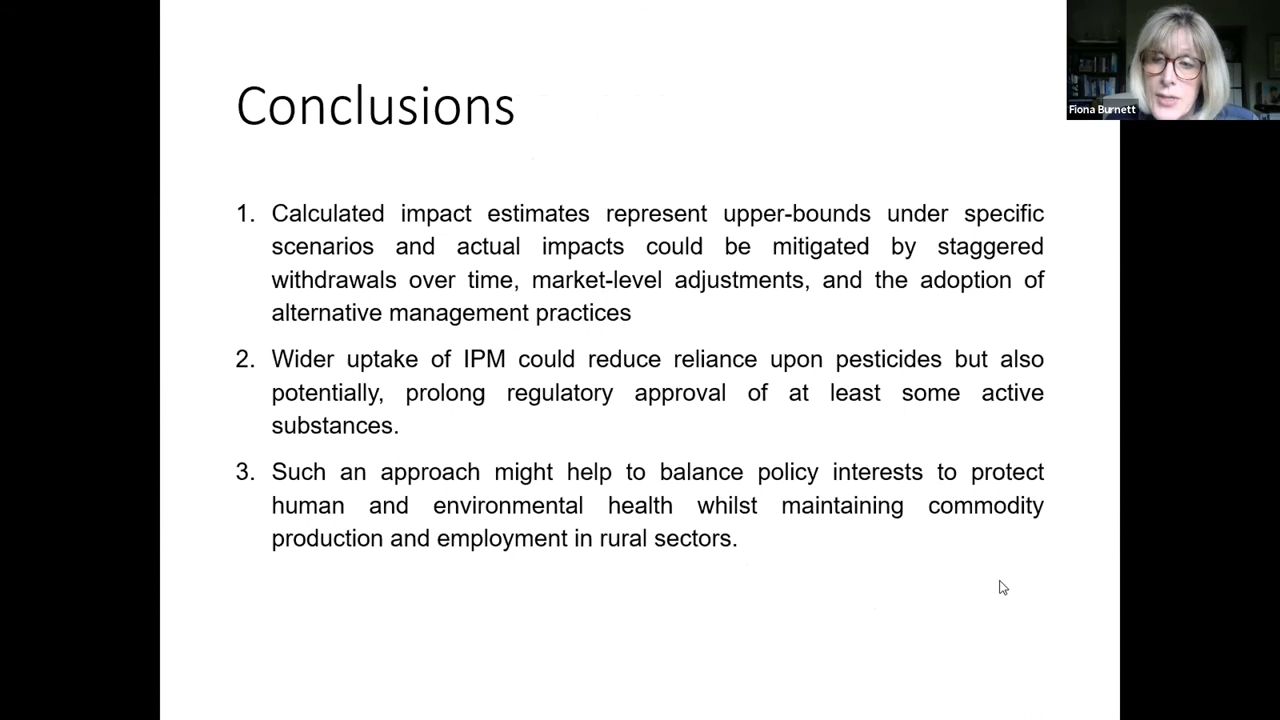 Conclusions
Fiona Burnett
1. Calculated impact estimates represent upper-bounds under specific
scenarios and actual impacts could be mitigated by staggered
withdrawals over time, market-level adjustments, and the adoption of
alternative management practices
2. Wider uptake of IPM could reduce reliance upon pesticides but also
potentially, prolong regulatory approval of at least some active
substances.
3. Such an approach might help to balance policy interests to protect
human and environmental health whilst maintaining commodity
production and employment in rural sectors.